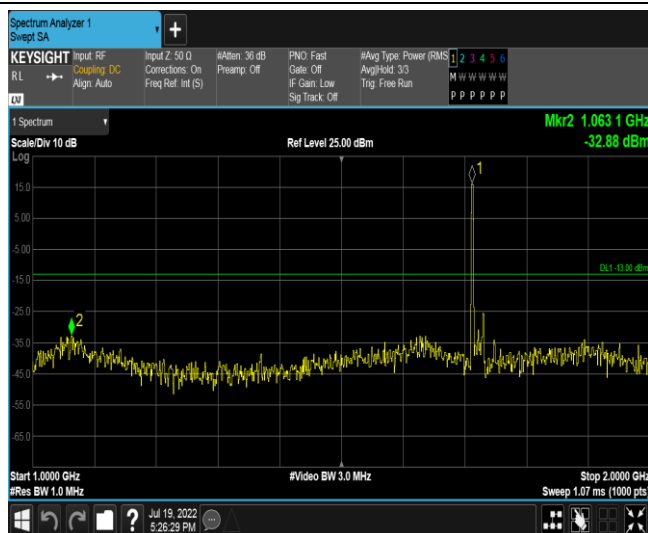 Spectrum Analyzer 1
Swept SA
+
KEYSIGHT
RL
LXI
Input: RF
Coupling: DC
Align: Auto
Input Z: 50 Ω
Corrections: On
Freq Ref: Int (S)
#Atten: 36 dB
Preamp: Off
PNO: Fast
Gate: Off
IF Gain: Low
Sig Track: Off
#Avg Type: Power (RMS
Avg|Hold: 3/3
Trig: Free Run
1 2 3 4 5 6
M W W W W W
P P P P P P
1 Spectrum
Mkr2 1.063 1 GHz
-32.88 dBm
Scale/Div 10 dB
Ref Level 25.00 dBm
Log
1
15.0
5.00
-5.00
DL1 -13.00 dBm
-15.0
-25.0
2
-35.0
-45.0
-55.0
-65.0
Start 1.0000 GHz
#Video BW 3.0 MHz
Stop 2.0000 GHz
#Res BW 1.0 MHz
Sweep 1.07 ms (1000 pts)
?
Jul 19, 2022
5:26:29 PM